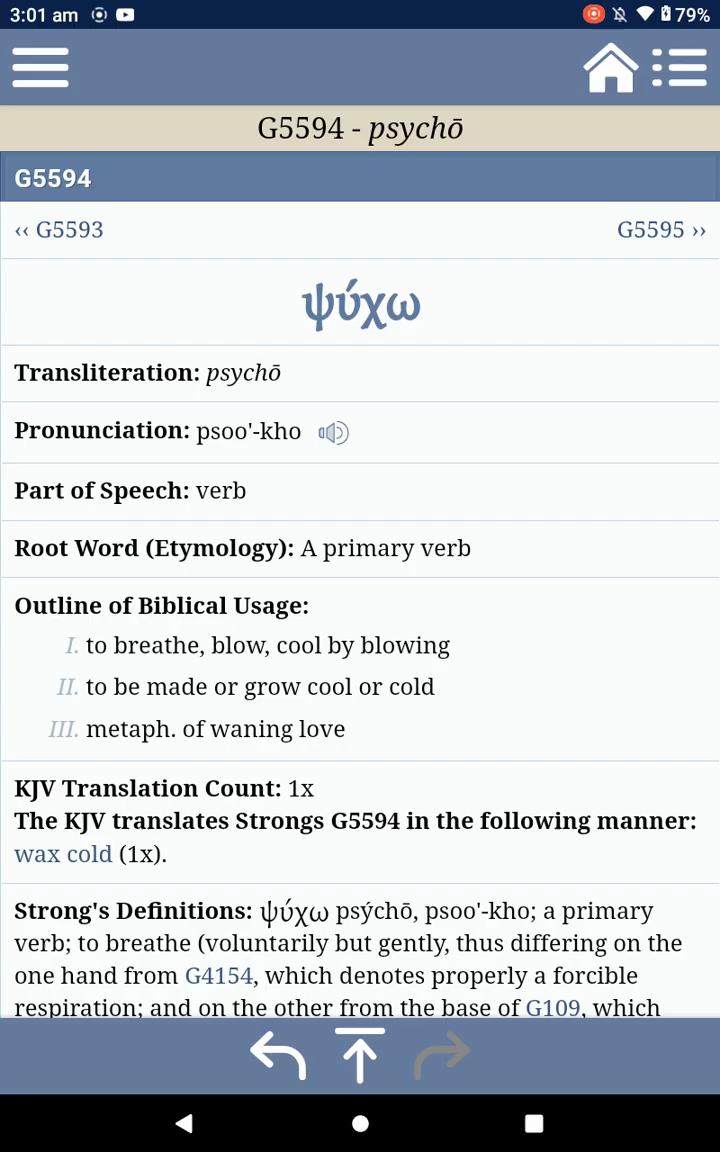 3:01 am 79%
G5594 - psychō
G5594
‹‹ G5593 G5595 ››
ψύχω
Transliteration: psychō
Pronunciation: psoo'-kho
Part of Speech: verb
Root Word (Etymology): A primary verb
Outline of Biblical Usage:
I. to breathe, blow, cool by blowing
II. to be made or grow cool or cold
III. metaph. of waning love
KJV Translation Count: 1x
The KJV translates Strongs G5594 in the following manner:
wax cold (1x).
Strong's Definitions: ψύχω psýchō, psoo'-kho; a primary
verb; to breathe (voluntarily but gently, thus differing on the
one hand from G4154, which denotes properly a forcible
respiration; and on the other from the base of G109, which